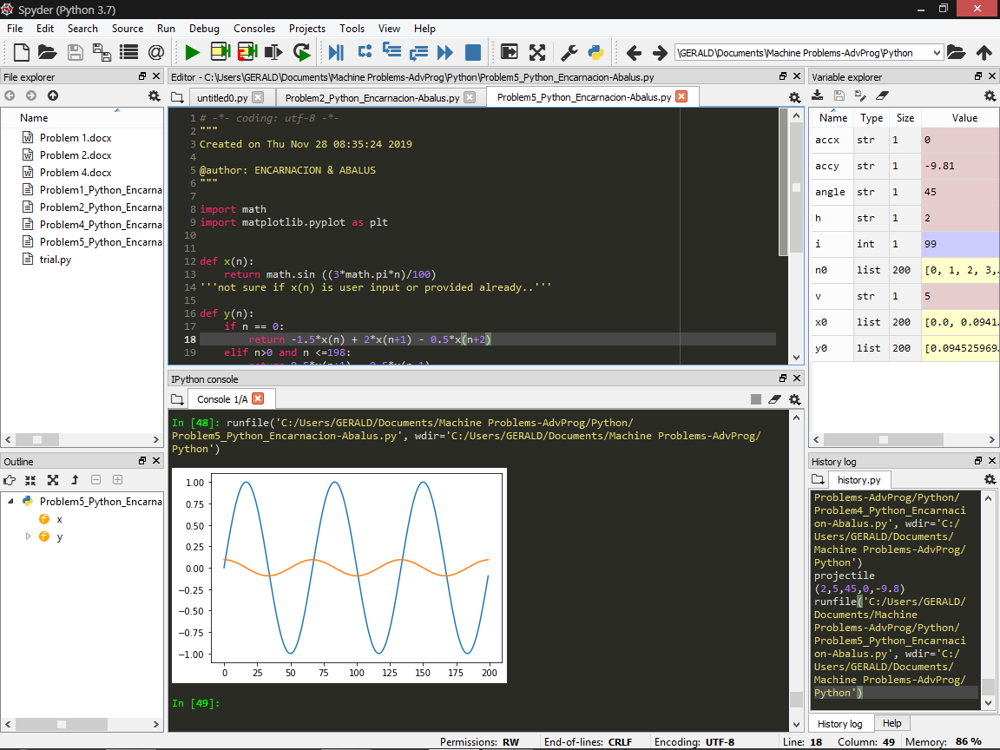 Spyder (Python 3.7)
File Edit Search Source Run Debug Consoles Projects Tools View Help
\GERALD\Documents\Machine Problems-AdvProg\Python
File explorer
Name
Problem 1.docx
Problem 2.docx
Problem 4.docx
Problem1_Python_Encarna
Problem2_Python_Encarna
Problem4_Python_Encarna
Problem5_Python_Encarna
trial.py
Outline
Problem5_Python_Encarna
x
y
Editor - C:\Users\GERALD\Documents\Machine Problems-AdvProg\Python\Problem5_Python_Encarnacion-Abalus.py
untitled0.py Problem2_Python_Encarnacion-Abalus.py Problem5_Python_Encarnacion-Abalus.py
1 # -*- coding: utf-8 -*-
2 """
3 Created on Thu Nov 28 08:35:24 2019
4
5 @author: ENCARNACION & ABALUS
6 """
7
8 import math
9 import matplotlib.pyplot as plt
10
11
12 def x(n):
13 return math.sin ((3*math.pi*n)/100)
14 '''not sure if x(n) is user input or provided already..'''
15
16 def y(n):
17 if n == 0:
18 return -1.5*x(n) + 2*x(n+1) - 0.5*x(n+2)
19 elif n>0 and n <=198:
IPython console
Console 1/A
In [48]: runfile('C:/Users/GERALD/Documents/Machine Problems-AdvProg/Python/
Problem5_Python_Encarnacion-Abalus.py', wdir='C:/Users/GERALD/Documents/Machine Problems-AdvProg/
Python')
1.00
0.75
0.50
0.25
0.00
−0.25
−0.50
−0.75
−1.00
0 25 50 75 100 125 150 175 200
In [49]:
Variable explorer
Name Type Size Value
accx str 1 0
accy str 1 -9.81
angle str 1 45
h str 1 2
i int 1 99
n0 list 200 [0, 1, 2, 3,.
v str 1 5
x0 list 200 [0.0, 0.0941.
y0 list 200 [0.094525969.
History log
history.py
Problems-AdvProg/Python/
Problem4_Python_Encarnaci
on-Abalus.py', wdir='C:/
Users/GERALD/Documents/
Machine Problems-AdvProg/
Python')
projectile
(2,5,45,0,-9.8)
runfile('C:/Users/GERALD/
Documents/Machine
Problems-AdvProg/Python/
Problem5_Python_Encarnaci
on-Abalus.py', wdir='C:/
Users/GERALD/Documents/
Machine Problems-AdvProg/
Python')
History log Help
Permissions: RW End-of-lines: CRLF Encoding: UTF-8 Line: 18 Column: 49 Memory: 86 %